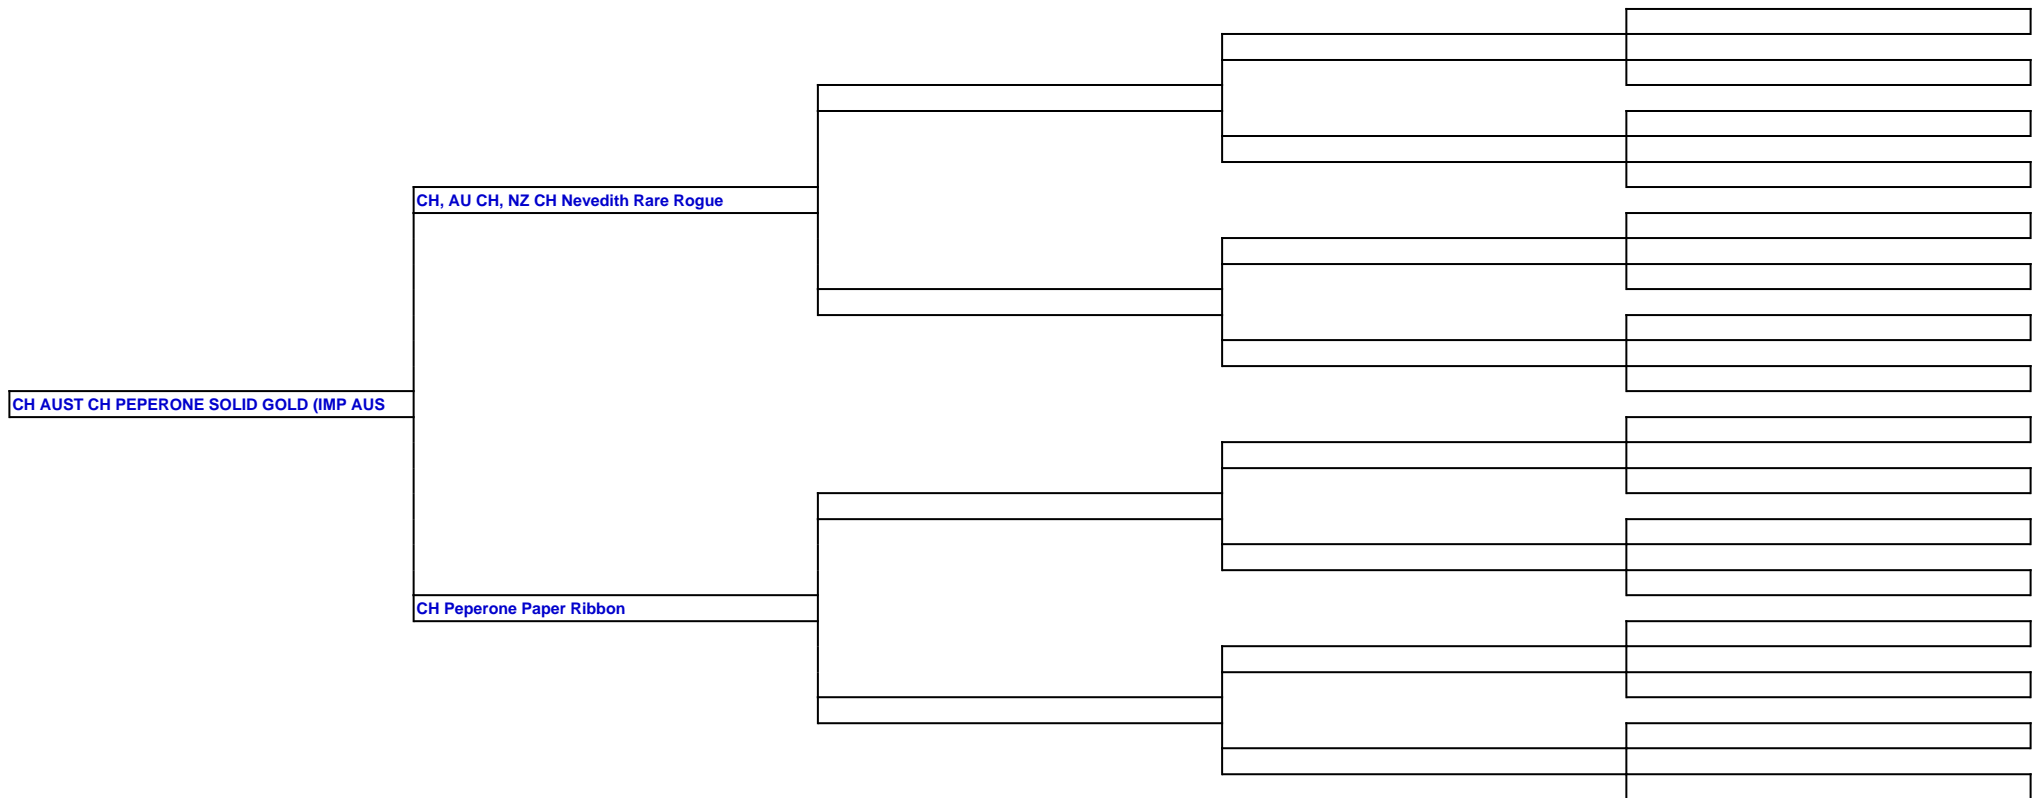 CH, AU CH, NZ CH Nevedith Rare Rogue
CH AUST CH PEPERONE SOLID GOLD (IMP AUS
CH Peperone Paper Ribbon